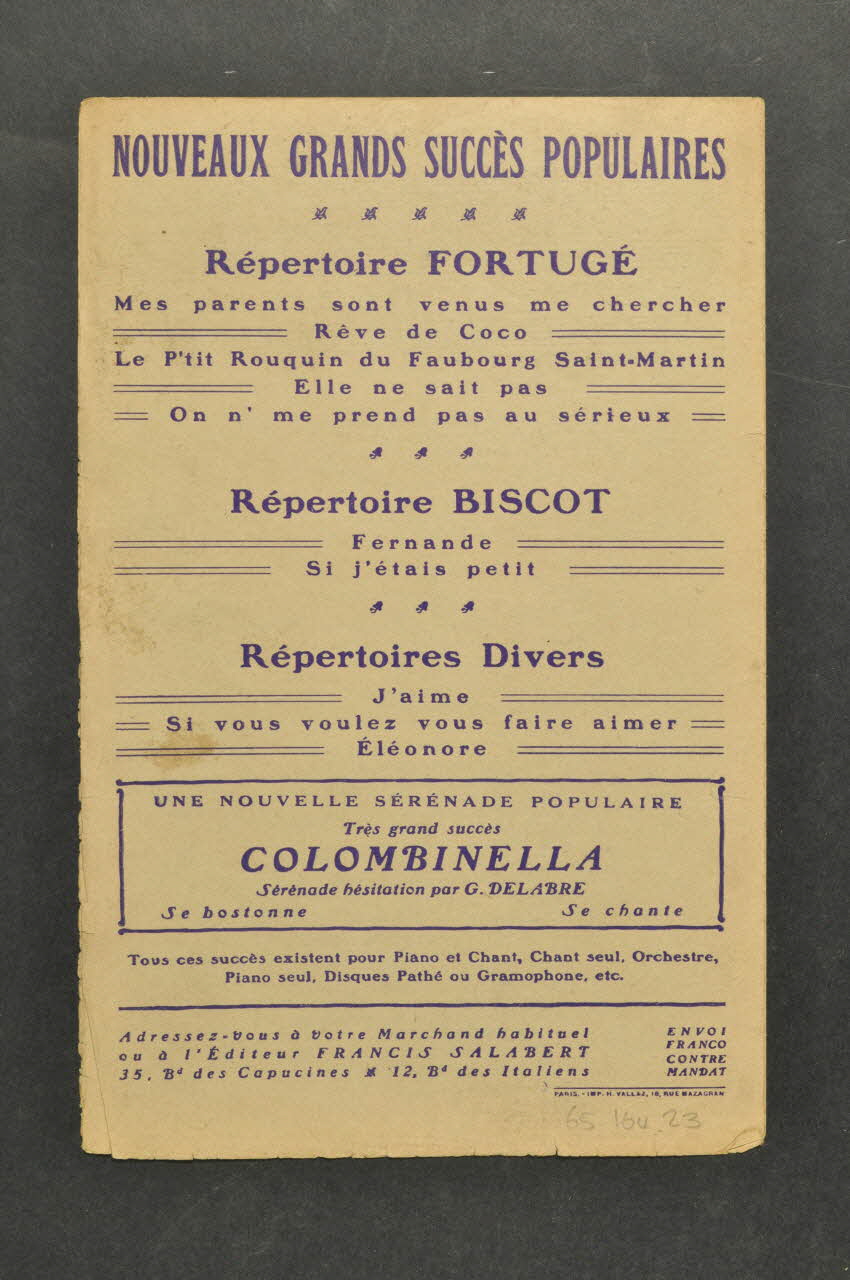 NOUVEAUX GRANDS SUCCÈS POPULAIRES
Répertoire FORTUGÉ
Mes parents sont venus me chercher
Rêve de Coco
Le P'tit Rouquin du Faubourg Saint-Martin
Elle ne sait pas
On n' me prend pas au sérieux
Répertoire BISCOT
Fernande
Si j'étais petit
Répertoires Divers
J'aime
Si vous voulez vous faire aimer
Éléonore
UNE NOUVELLE SÉRÉNADE POPULAIRE
Très grand succès
COLOMBINELLA
Sérénade hésitation par G. DELABRE
Se bostonne Se chante
Tous ces succès existent pour Piano et Chant, Chant seul, Orchestre,
Piano seul, Disques Pathé ou Gramophone, etc.
Adressez-vous à votre Marchand habituel
ou à l'Éditeur FRANCIS SALABERT
35, Bd des Capucines 12, Bd des Italiens
ENVOI
FRANCO
CONTRE
MANDAT
PARIS. - IMP. H. VALLAZ, 18, RUE MAZAGRAN
65 164 23